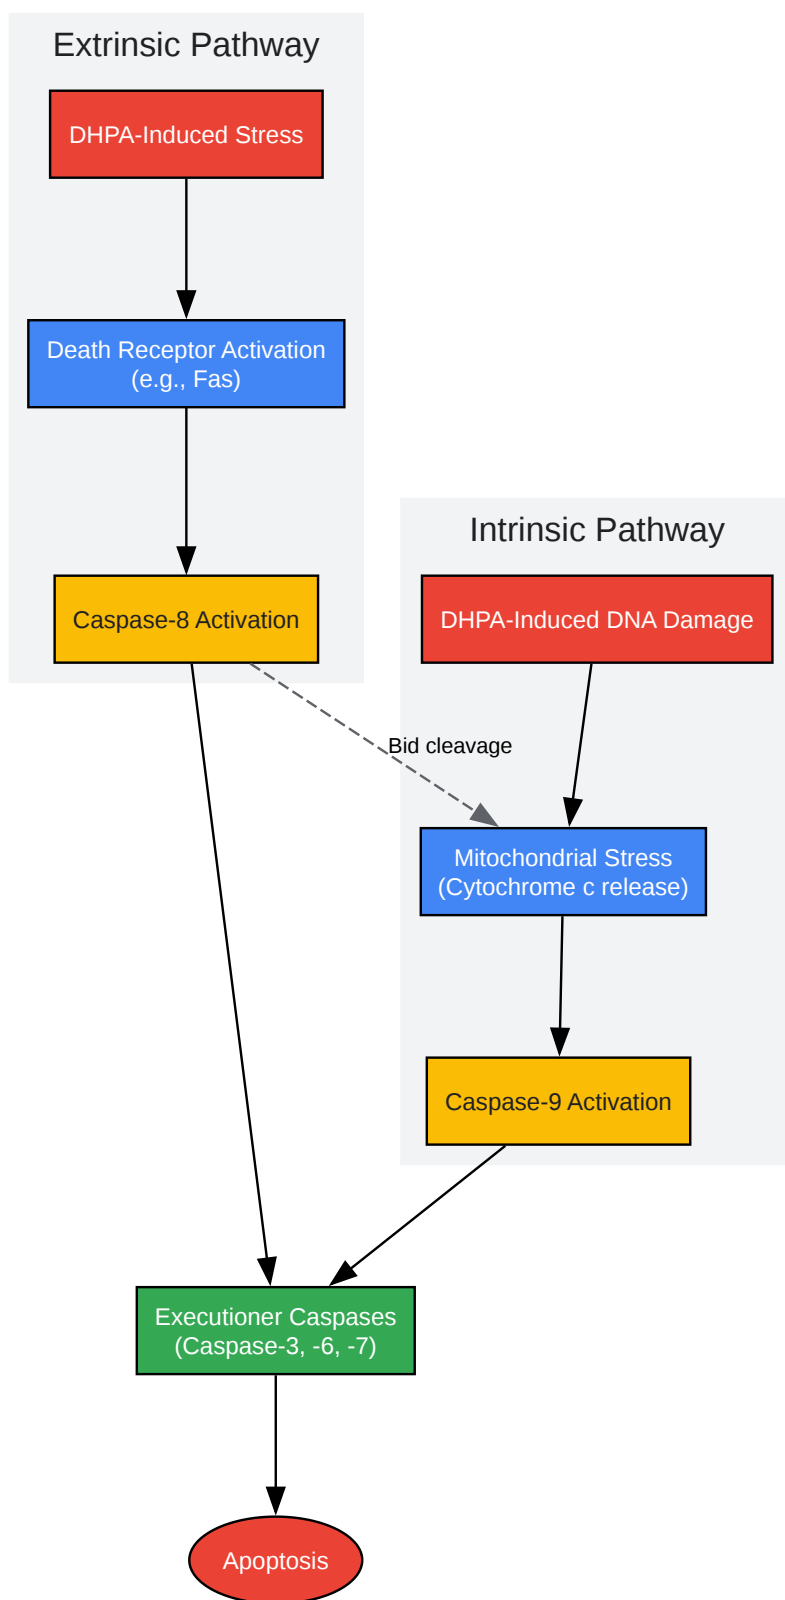 Extrinsic Pathway
DHPA-Induced Stress
Death Receptor Activation
(e.g., Fas)
Caspase-8 Activation
Intrinsic Pathway
DHPA-Induced DNA Damage
Bid cleavage
Mitochondrial Stress
(Cytochrome c release)
Caspase-9 Activation
Executioner Caspases
(Caspase-3, -6, -7)
Apoptosis